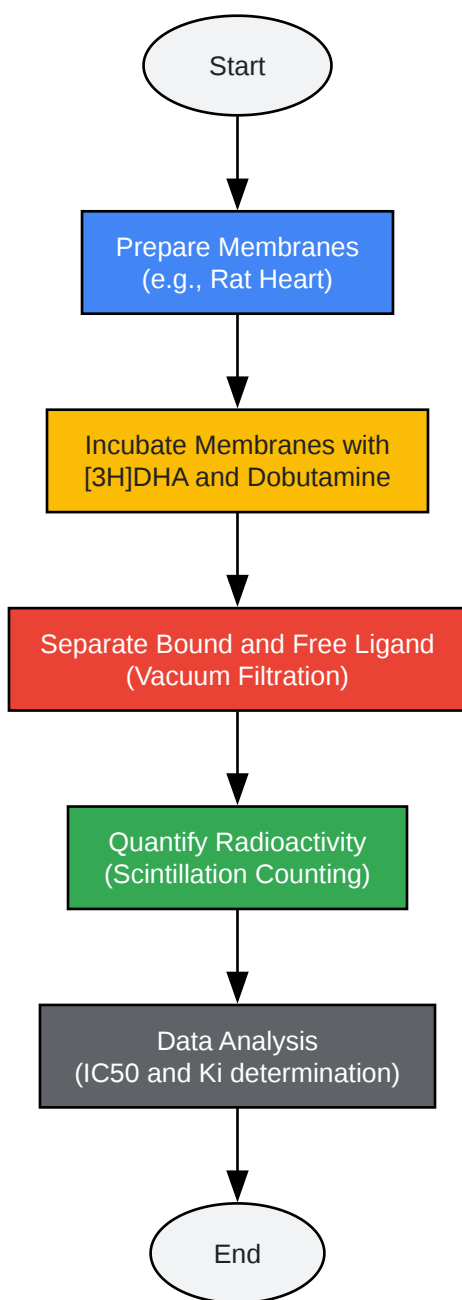 Start
Prepare Membranes
(e.g., Rat Heart)
Incubate Membranes with
[3H]DHA and Dobutamine
Separate Bound and Free Ligand
(Vacuum Filtration)
Quantify Radioactivity
(Scintillation Counting)
Data Analysis
(IC50 and Ki determination)
End